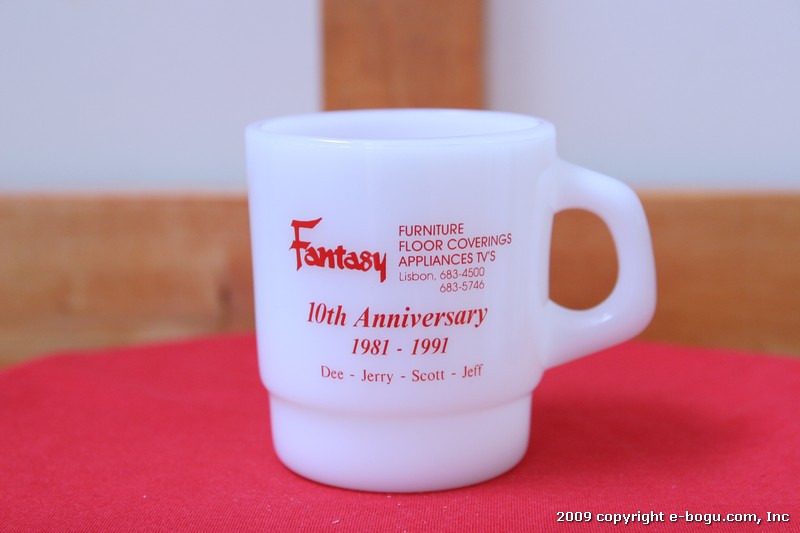 Fantasy
FURNITURE
FLOOR COVERINGS
APPLIANCES TV'S
Lisbon, 683-4500
683-5746
10th Anniversary
1981 - 1991
Dee - Jerry - Scott - Jeff
2009 copyright e-bogu.com, Inc